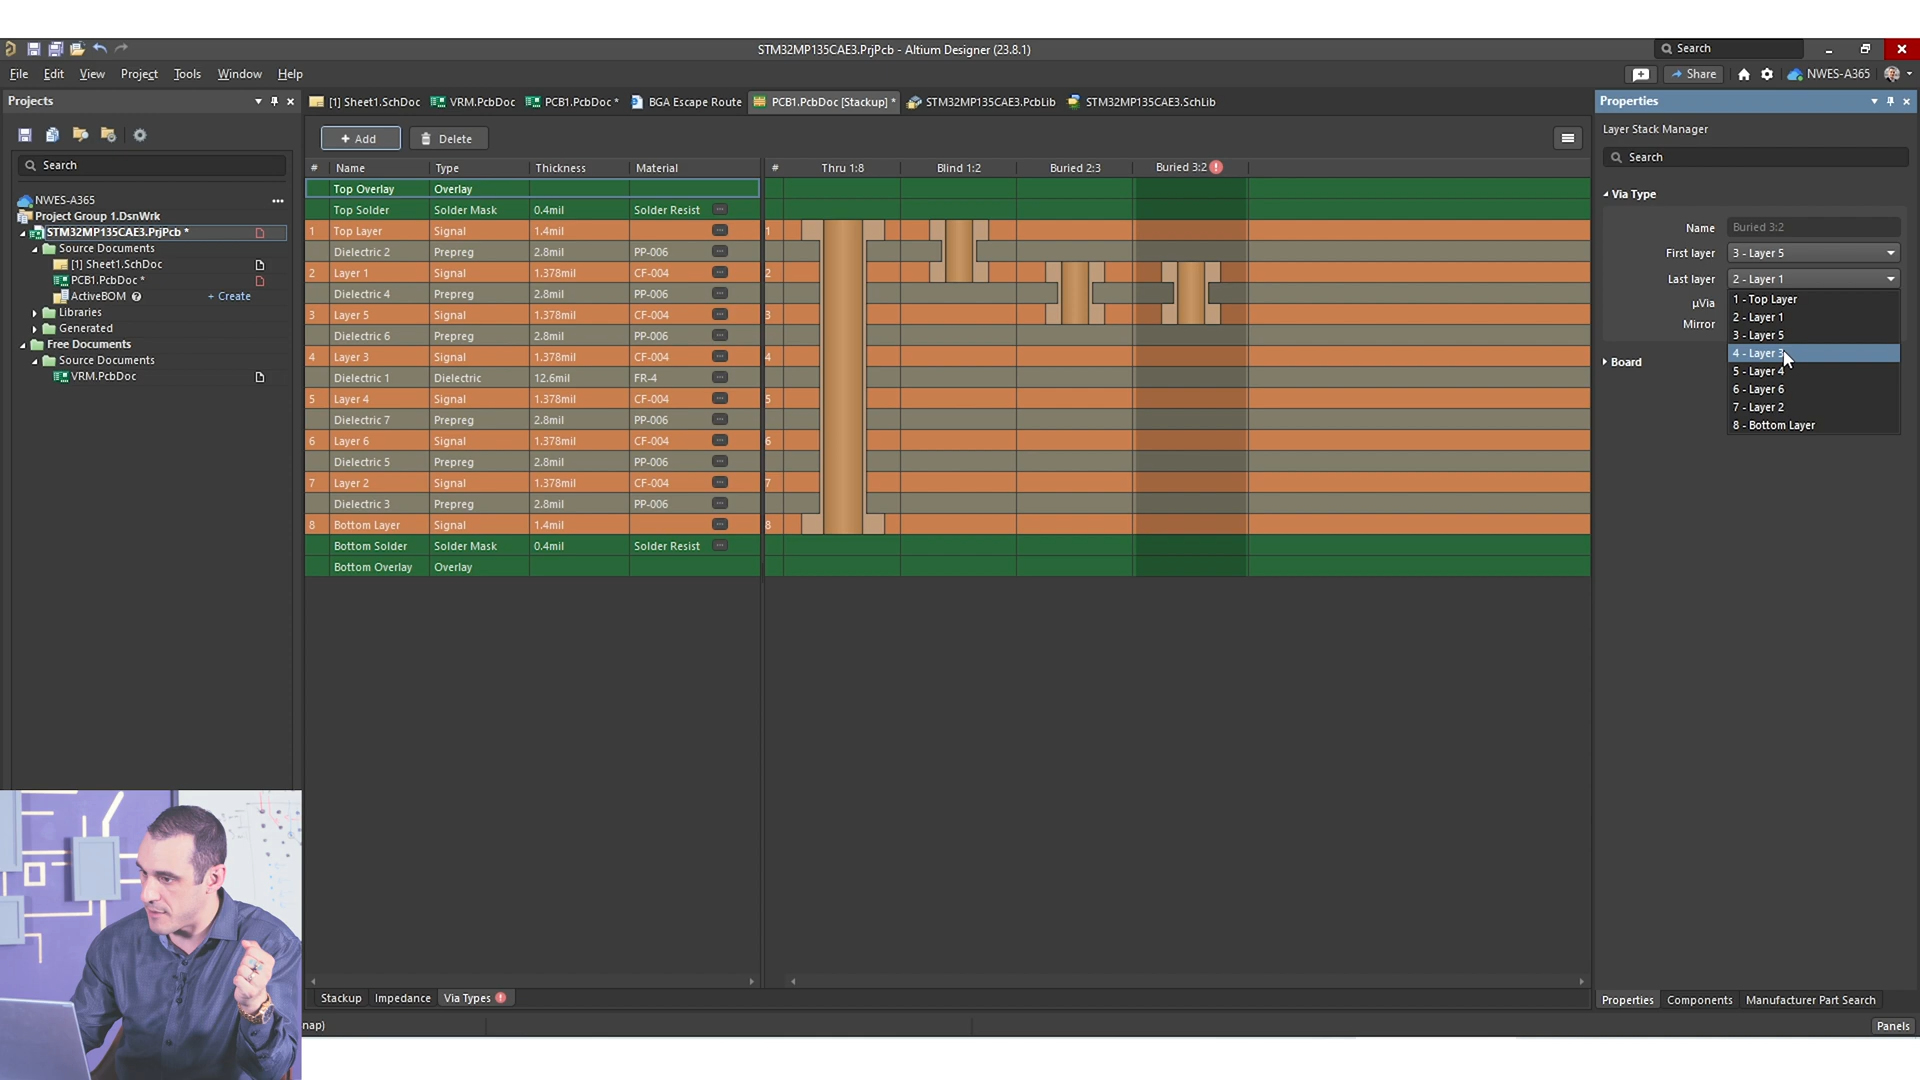 STM32MP135CAE3.PrjPcb - Altium Designer (23.8.1)
Search
File Edit View Project Tools Window Help
Share
NWES-A365
Projects
[1] Sheet1.SchDoc VRM.PcbDoc PCB1.PcbDoc * BGA Escape Route PCB1.PcbDoc [Stackup] * STM32MP135CAE3.PcbLib STM32MP135CAE3.SchLib
Search
NWES-A365
Project Group 1.DsnWrk
STM32MP135CAE3.PrjPcb *
Source Documents
[1] Sheet1.SchDoc
PCB1.PcbDoc *
ActiveBOM + Create
Libraries
Generated
Free Documents
Source Documents
VRM.PcbDoc
+ Add Delete
# Name Type Thickness Material # Thru 1:8 Blind 1:2 Buried 2:3 Buried 3:2
Top Overlay Overlay
Top Solder Solder Mask 0.4mil Solder Resist
1 Top Layer Signal 1.4mil 1
Dielectric 2 Prepreg 2.8mil PP-006
2 Layer 1 Signal 1.378mil CF-004 2
Dielectric 4 Prepreg 2.8mil PP-006
3 Layer 5 Signal 1.378mil CF-004 3
Dielectric 6 Prepreg 2.8mil PP-006
4 Layer 3 Signal 1.378mil CF-004 4
Dielectric 1 Dielectric 12.6mil FR-4
5 Layer 4 Signal 1.378mil CF-004 5
Dielectric 7 Prepreg 2.8mil PP-006
6 Layer 6 Signal 1.378mil CF-004 6
Dielectric 5 Prepreg 2.8mil PP-006
7 Layer 2 Signal 1.378mil CF-004 7
Dielectric 3 Prepreg 2.8mil PP-006
8 Bottom Layer Signal 1.4mil 8
Bottom Solder Solder Mask 0.4mil Solder Resist
Bottom Overlay Overlay
Stackup Impedance Via Types
nap)
Properties
Layer Stack Manager
Search
Via Type
Name Buried 3:2
First layer 3 - Layer 5
Last layer 2 - Layer 1
µVia
Mirror
1 - Top Layer
2 - Layer 1
3 - Layer 5
4 - Layer 3
5 - Layer 4
6 - Layer 6
7 - Layer 2
8 - Bottom Layer
Board
Properties Components Manufacturer Part Search
Panels